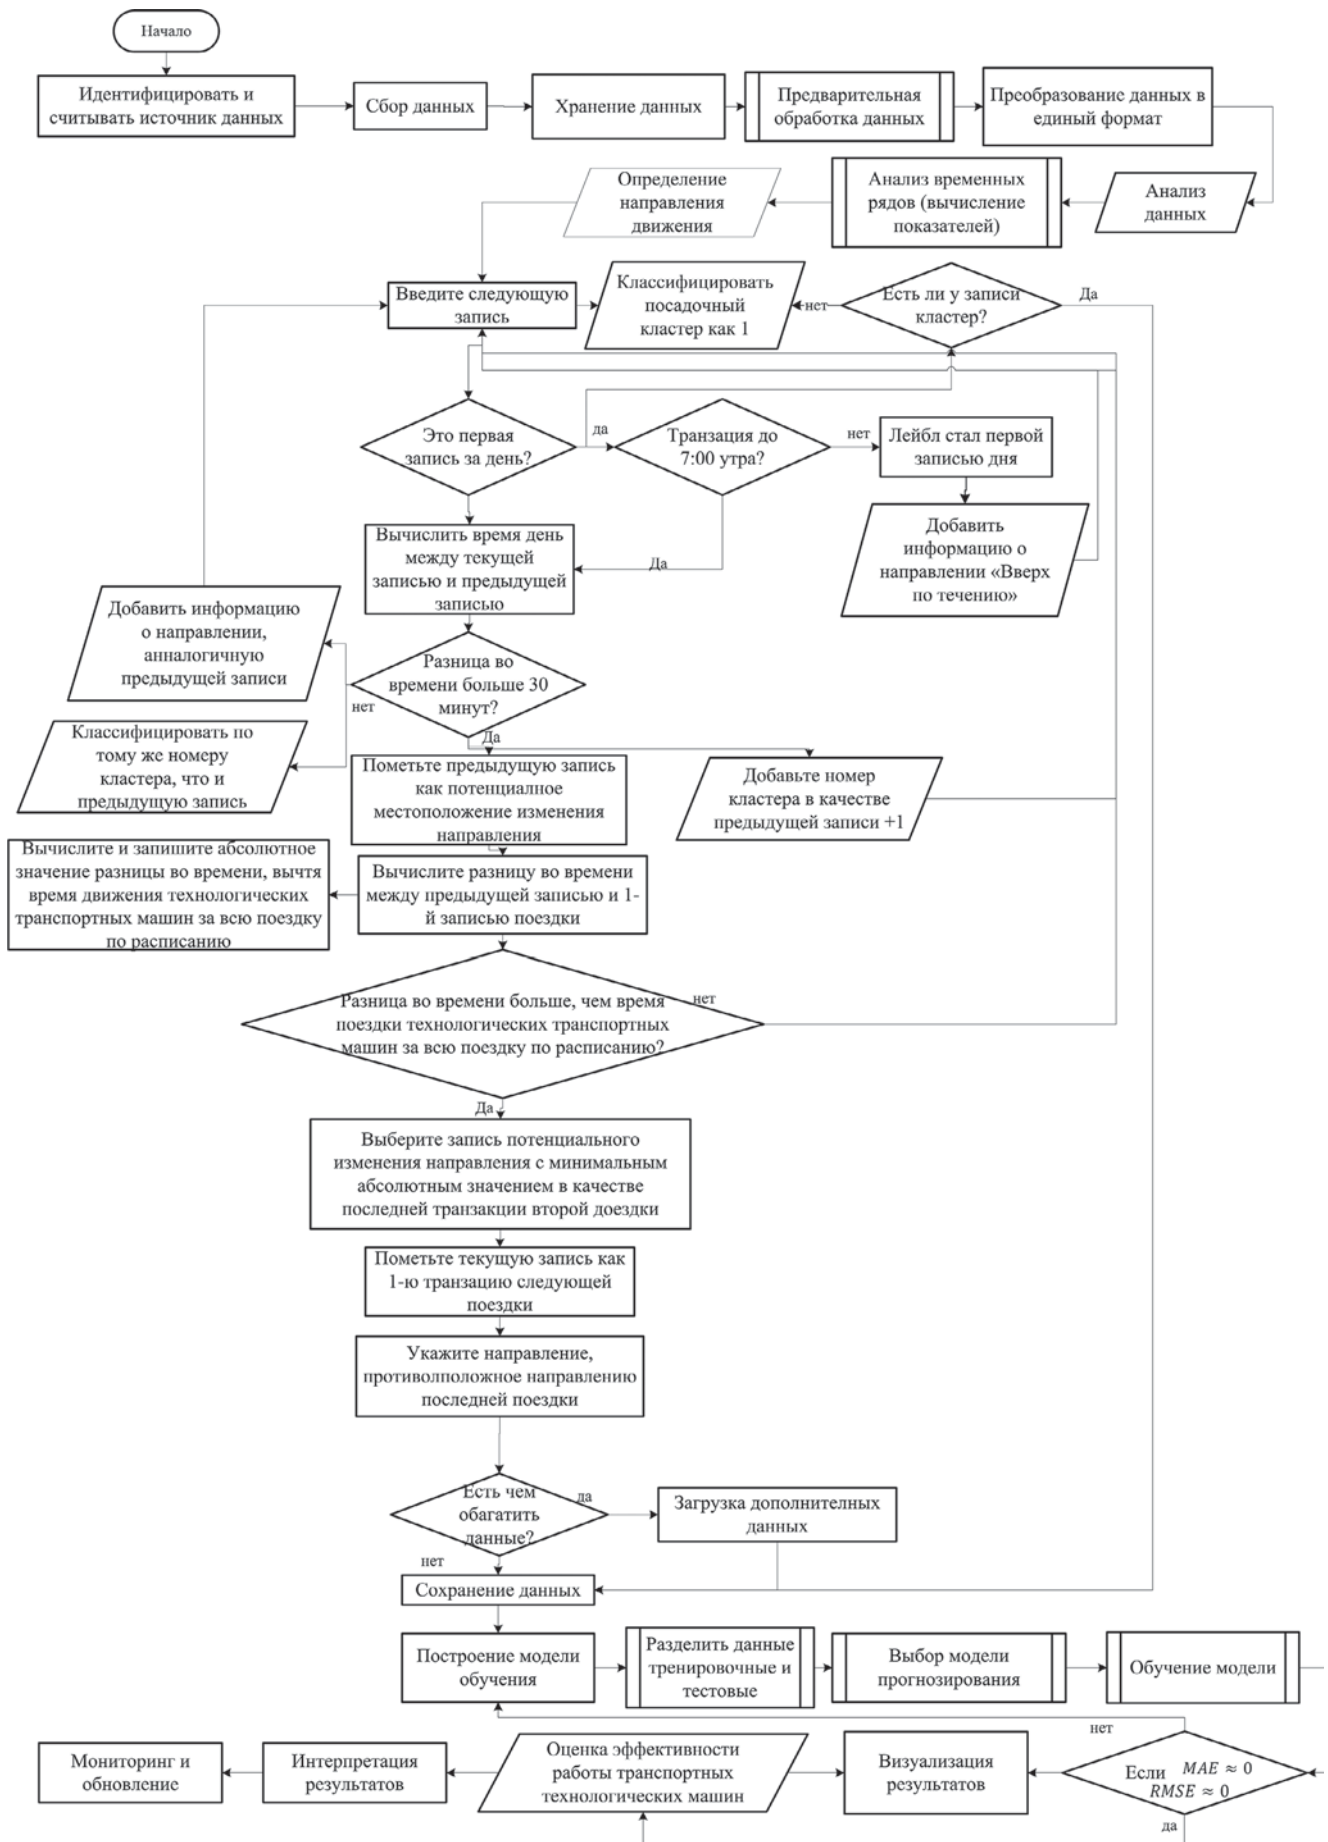 Начало
Идентифицировать и
считывать источник данных
Сбор данных
Хранение данных
Предварительная
обработка данных
Преобразование данных в
единый формат
Определение
направления
движения
Анализ временных
рядов (вычисление
показателей)
Анализ
данных
Введите следующую
запись
Классифицировать
посадочный
кластер как 1
нет
Есть ли у записи
кластер?
Да
Это первая
запись за день?
да
Транзация до
7:00 утра?
нет
Лейбл стал первой
записью дня
Вычислить время день
между текущей
записью и предыдущей
записью
Да
Добавить
информацию о
направлении «Вверх
по течению»
Добавить информацию
о направлении,
анналогичную
предыдущей записи
Разница во
времени больше 30
минут?
нет
Да
Классифицировать по
тому же номеру
кластера, что и
предыдущую запись
Пометьте предыдущую запись
как потенциалное
местоположение изменения
направления
Добавьте номер
кластера в качестве
предыдущей записи +1
Вычислите и запишите абсолютное
значение разницы во времени, вычтя
время движения технологических
транспортных машин за всю поездку
по расписанию
Вычислите разницу во времени
между предыдущей записью и 1-
й записью поездки
Разница во времени больше, чем время
поездки технологических транспортных
машин за всю поездку по расписанию?
нет
Да
Выберите запись потенциального
изменения направления с минимальным
абсолютным значением в качестве
последней транзакции второй доездки
Пометьте текущую запись как
1-ю транзацию следующей
поездки
Укажите направление,
противолположное направлению
последней поездки
Есть чем
обагатить
данные?
да
Загрузка дополнителных
данных
нет
Сохранение данных
Построение модели
обучения
Разделить данные
тренировочные и
тестовые
Выбор модели
прогнозирования
Обучение модели
нет
Мониторинг и
обновление
Интерпретация
результатов
Оценка эффективности
работы транспортных
технологических машин
Визуализация
результатов
Если MAE ≈ 0
RMSE ≈ 0
да